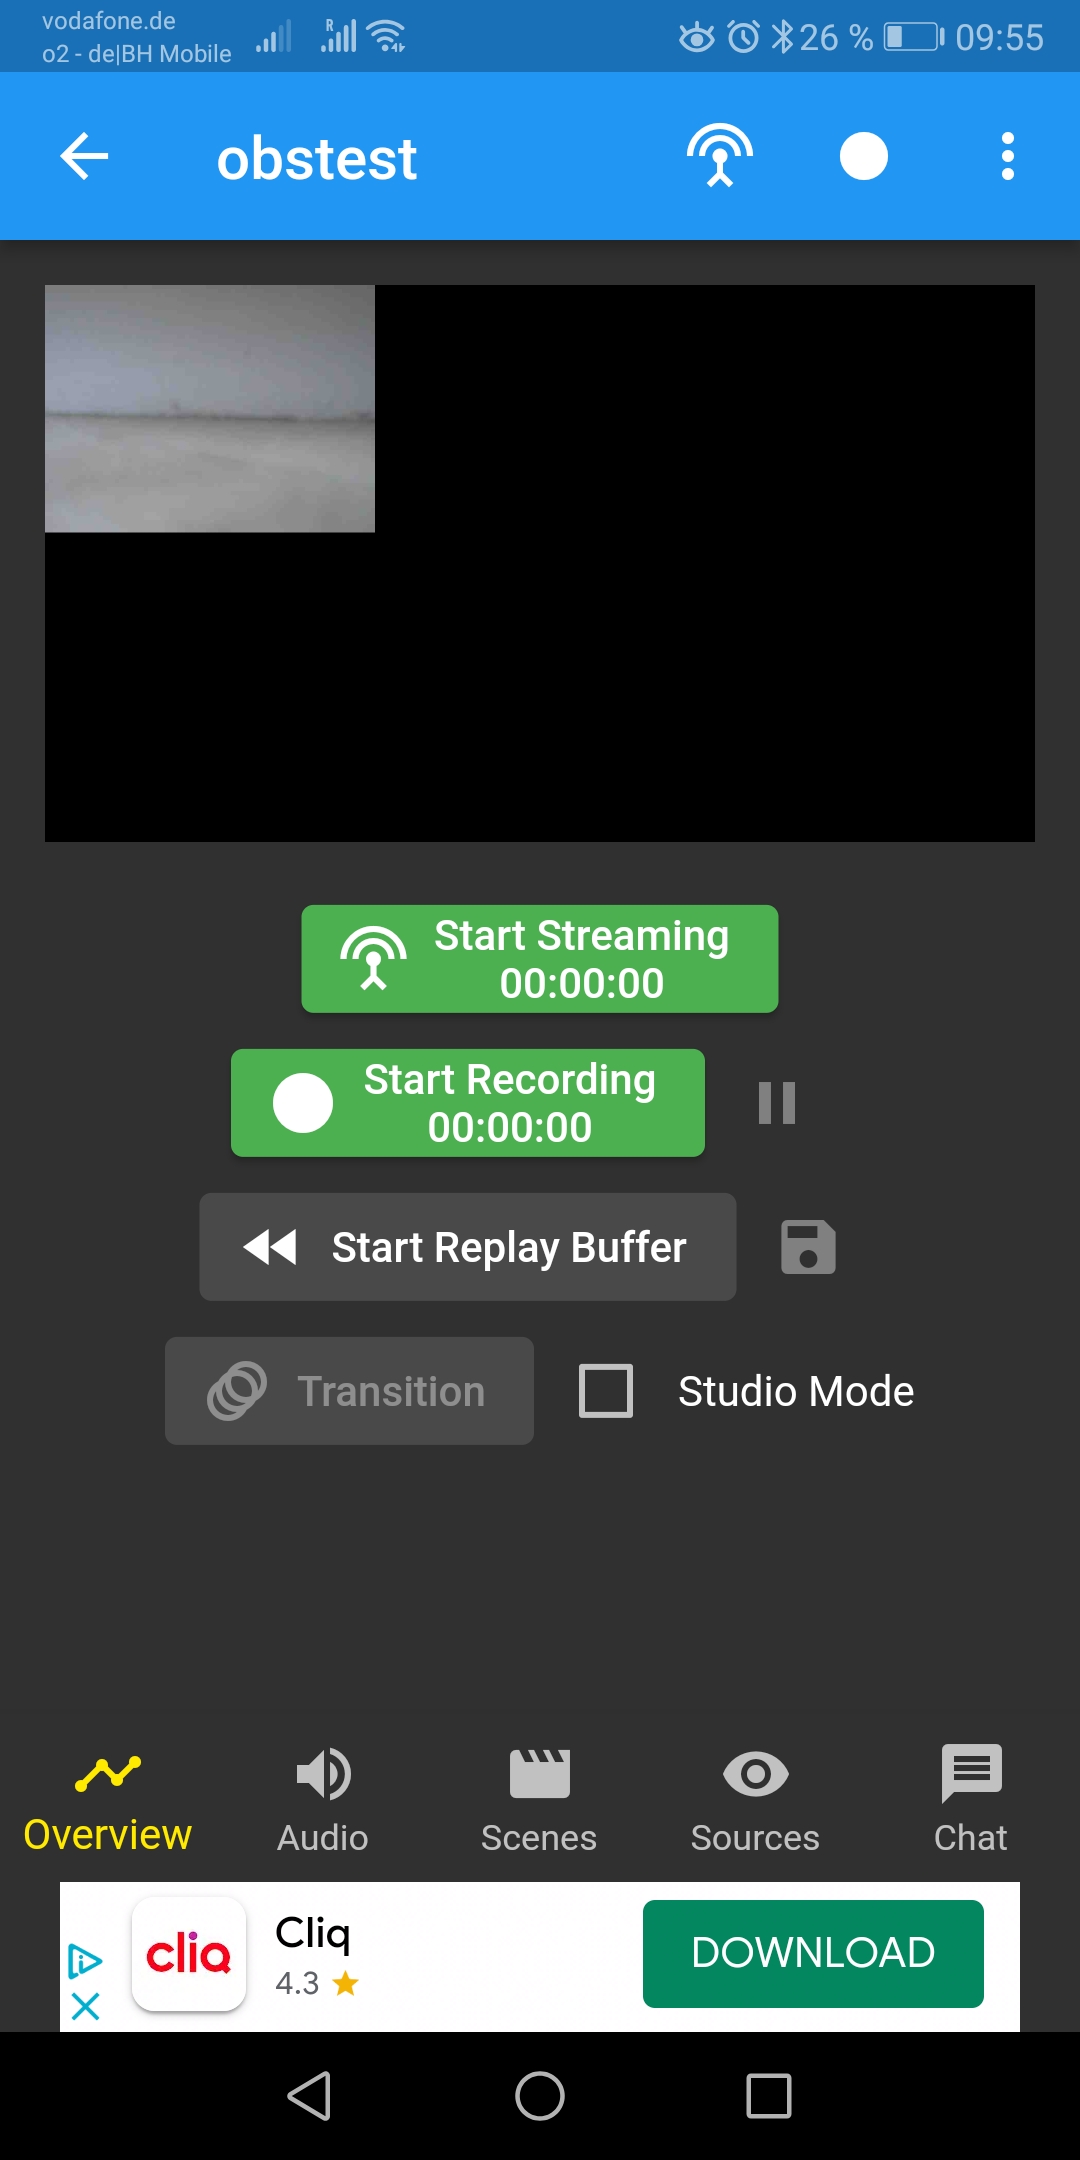 vodafone.de
o2 - de|BH Mobile
R
26 %
09:55
obstest
Start Streaming
00:00:00
Start Recording
00:00:00
Start Replay Buffer
Transition
Studio Mode
Overview
Audio
Scenes
Sources
Chat
cliq
Cliq
4.3
DOWNLOAD